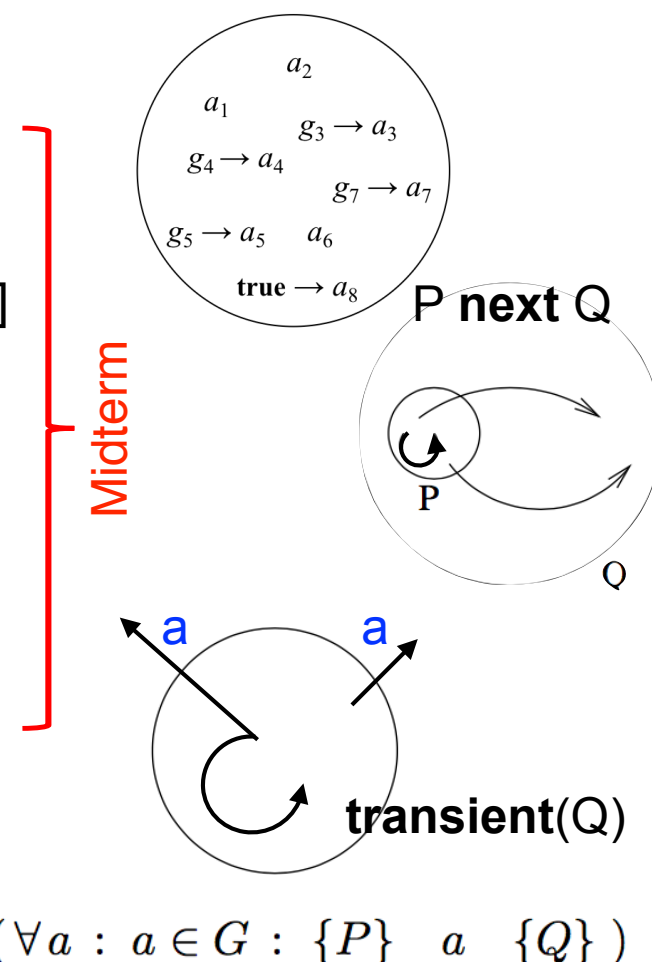 a₂
a₁
g₃ → a₃
g₄ → a₄
g₇ → a₇
g₅ → a₅ a₆
true → a₈
]
P next Q
Midterm
P
Q
a a
transient(Q)
(∀a : a ∈ G : {P} a {Q} )